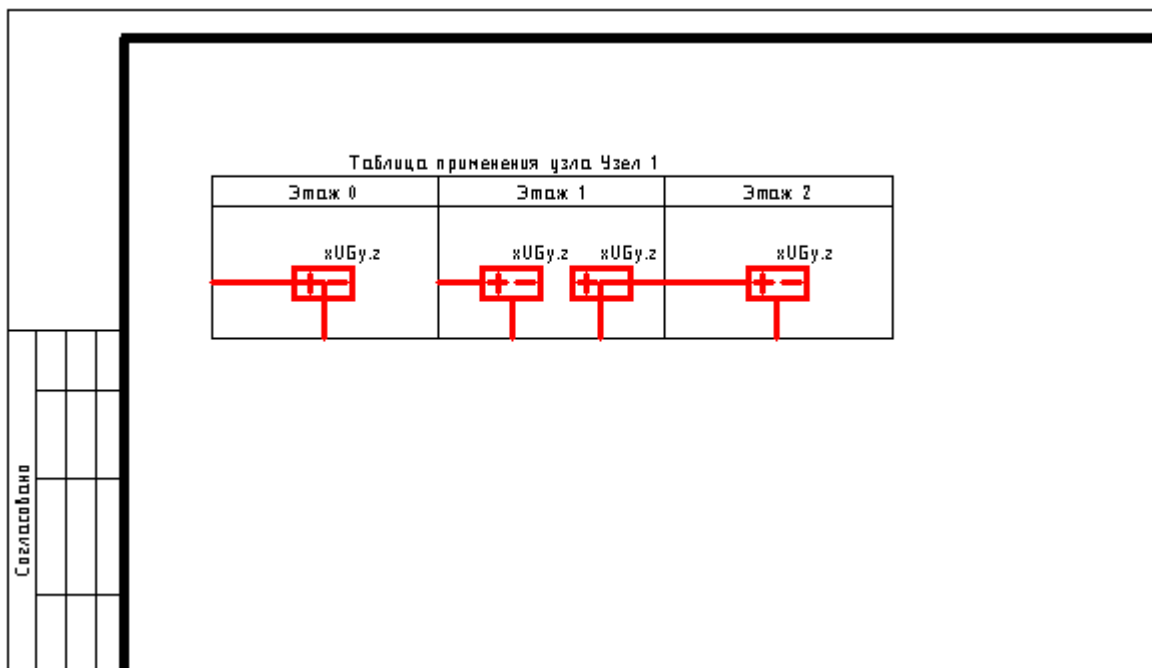 Таблица применения узла Узел 1
Этаж 0
Этаж 1
Этаж 2
xUGy.z
xUGy.z
xUGy.z
xUGy.z
Согласовано